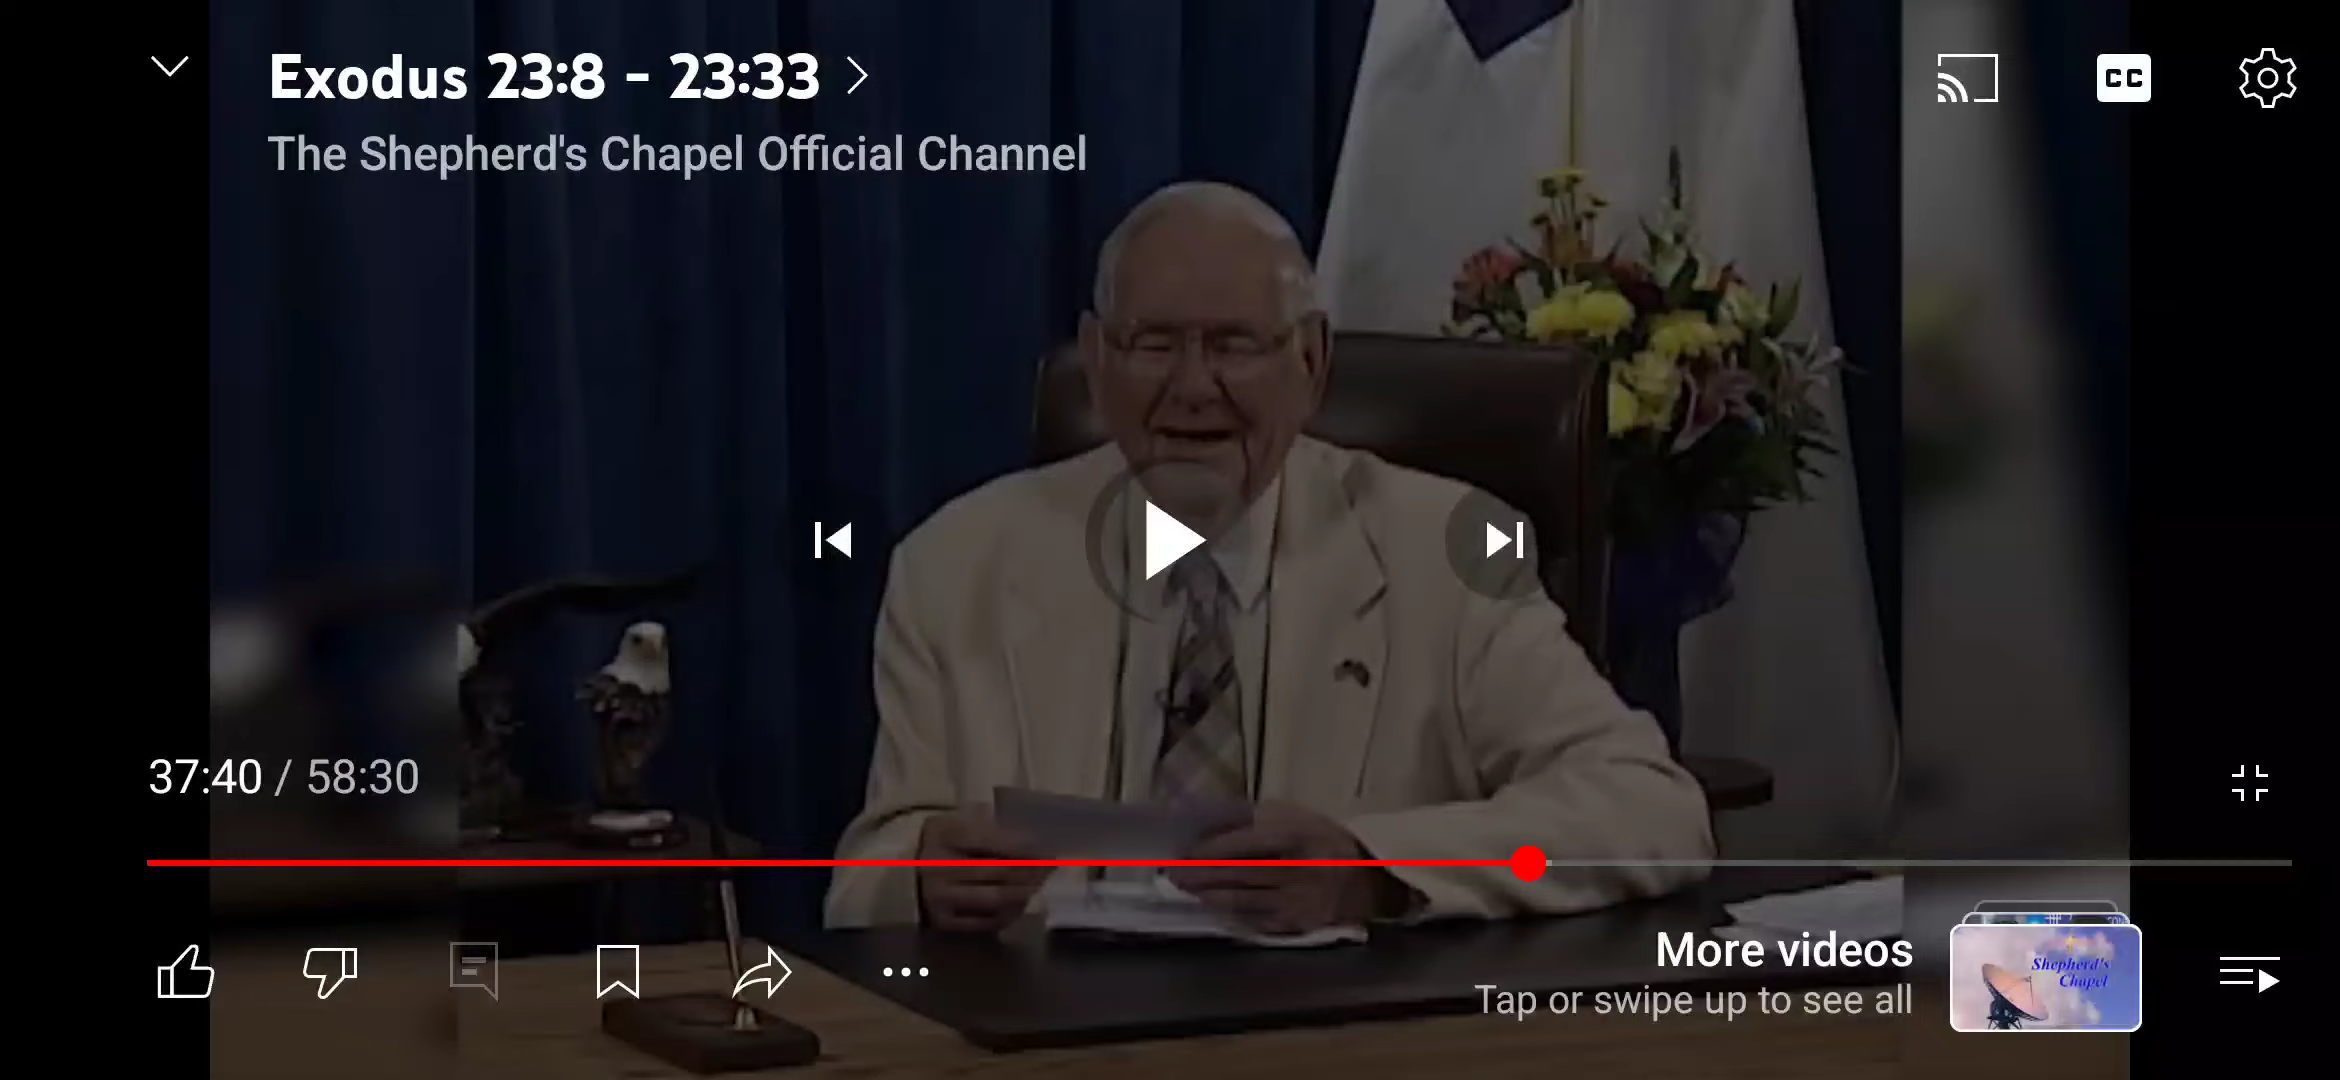 Exodus 23:8 - 23:33
CC
The Shepherd's Chapel Official Channel
37:40 / 58:30
More videos
Tap or swipe up to see all
Shepherd's
Chapel